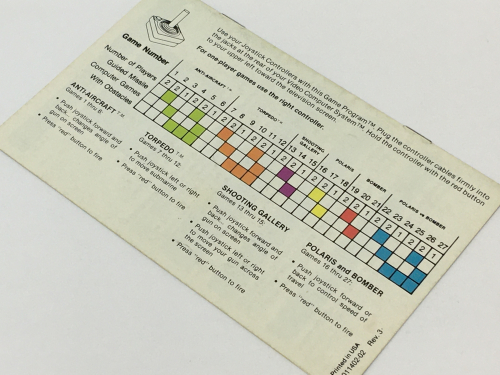 Use your Joystick Controllers with this Game Program™ Plug the controller cables firmly into
the jacks at the rear of your Video Computer System™ Hold the controller with the red button
to your upper left toward the television screen.
For one-player games use the right controller.
Game Number
ANTI-AIRCRAFT™
TORPEDO™
SHOOTING
GALLERY
POLARIS
BOMBER
POLARIS vs BOMBER
1 2 3 4 5 6 7 8 9 10 11 12 13 14 15 16 17 18 19 20 21 22 23 24 25 26 27
Number of Players
Guided Missile
Computer Games
With Obstacles
ANTI-AIRCRAFT™
Games 1 thru 6:
• Push joystick forward and
back, changes angle of
gun on screen
• Press "red" button to fire
TORPEDO™
Games 7 thru 12:
• Push joystick left or right
to move submarine
• Press "red" button to fire
SHOOTING GALLERY
Games 13 thru 15:
• Push joystick forward and
back, changes angle of
gun on screen
• Push joystick left or right
to move your gun across
the screen
• Press "red" button to fire
POLARIS and BOMBER
Games 16 thru 27:
• Push joystick forward or
back to control speed of
travel
• Press "red" button to fire
Printed in USA
011402-02 Rev. 3